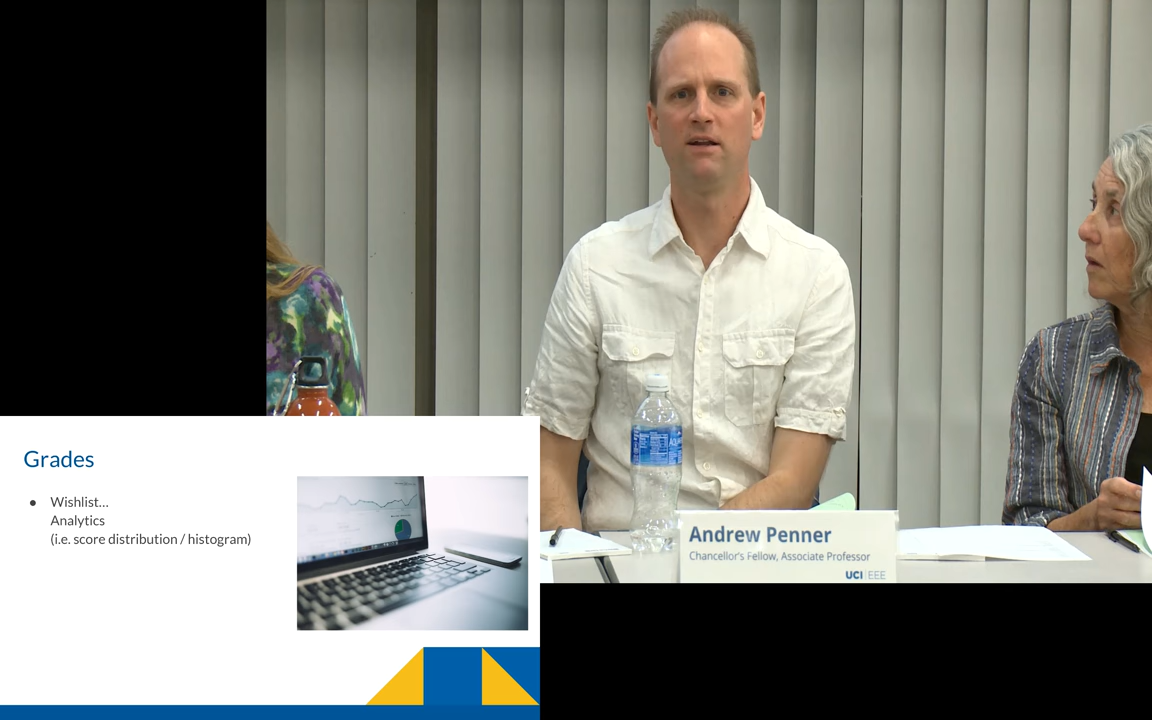 Grades
● Wishlist...
Analytics
(i.e. score distribution / histogram)
Andrew Penner
Chancellor's Fellow, Associate Professor
UCI|EEE